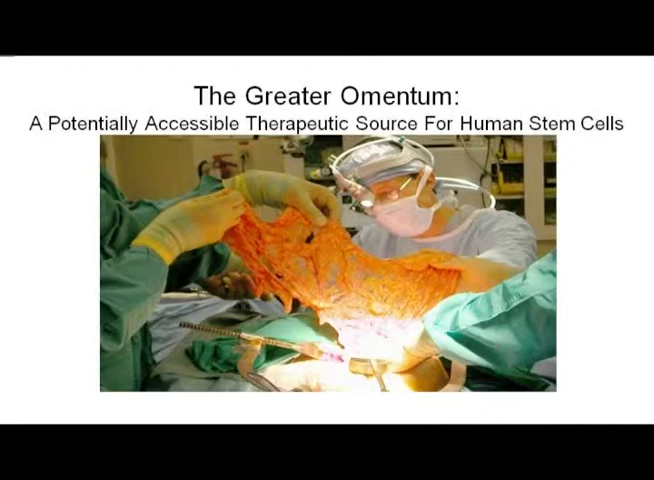 The Greater Omentum:
A Potentially Accessible Therapeutic Source For Human Stem Cells